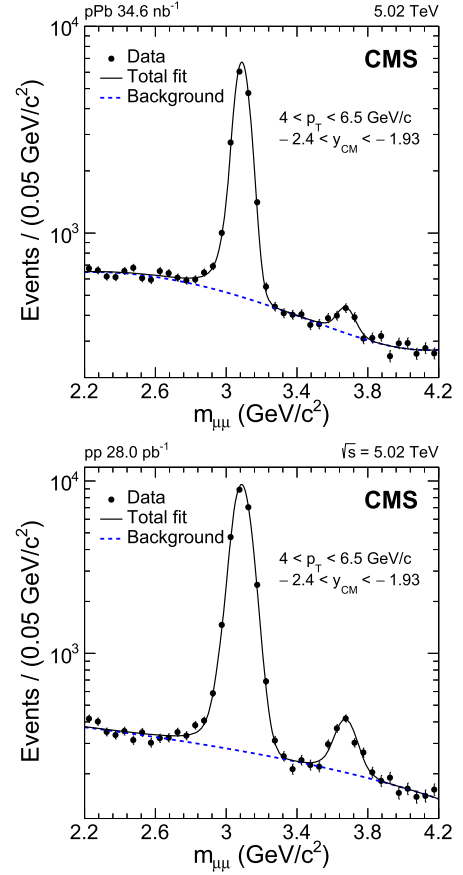 pPb 34.6 nb⁻¹ 5.02 TeV
10⁴
Data
CMS
Total fit
Background
4 < p_T < 6.5 GeV/c
− 2.4 < y_CM < − 1.93
Events / (0.05 GeV/c²)
10³
2.2 2.6 3 3.4 3.8 4.2
m_μμ (GeV/c²)
pp 28.0 pb⁻¹ √s = 5.02 TeV
10⁴
Data
CMS
Total fit
Background
4 < p_T < 6.5 GeV/c
− 2.4 < y_CM < − 1.93
Events / (0.05 GeV/c²)
10³
2.2 2.6 3 3.4 3.8 4.2
m_μμ (GeV/c²)